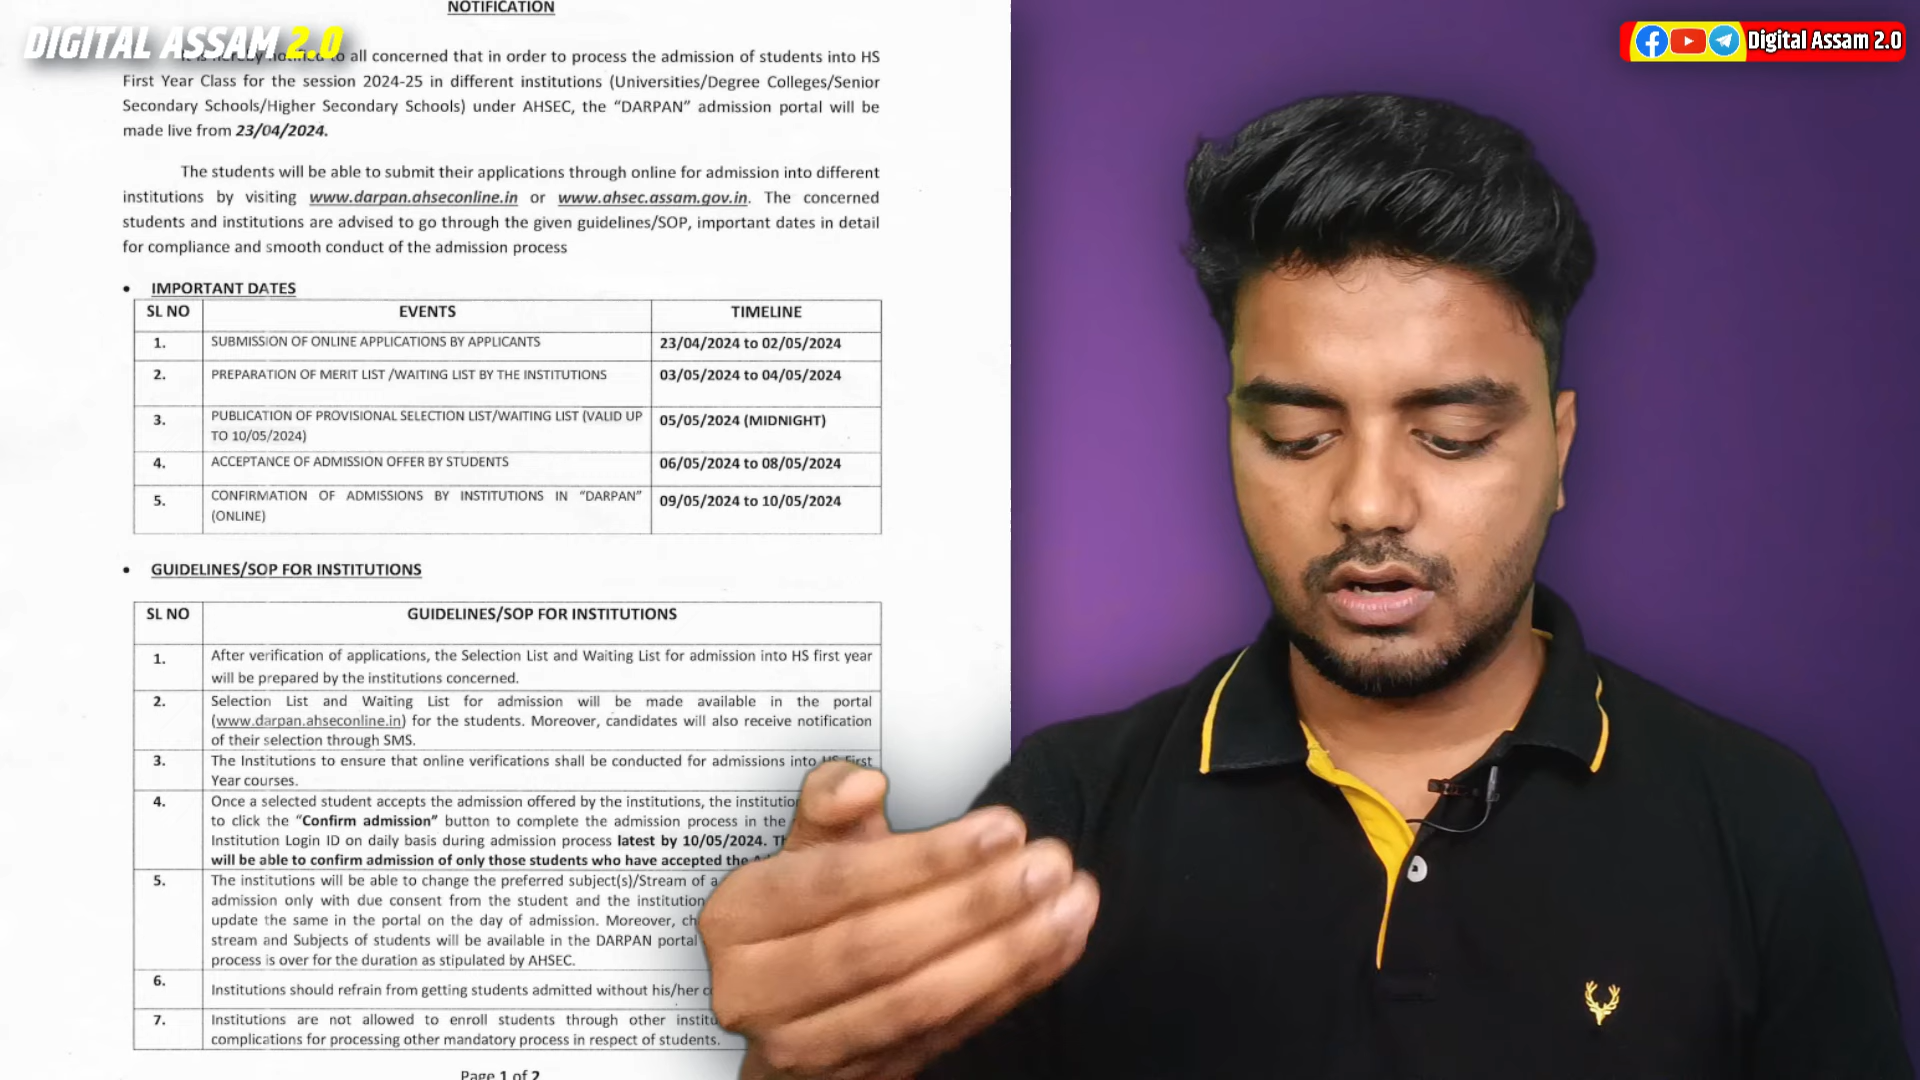 NOTIFICATION
DIGITAL ASSAM 2.0
Digital Assam 2.0
It is hereby notified to all concerned that in order to process the admission of students into HS
First Year Class for the session 2024-25 in different institutions (Universities/Degree Colleges/Senior
Secondary Schools/Higher Secondary Schools) under AHSEC, the “DARPAN” admission portal will be
made live from 23/04/2024.
The students will be able to submit their applications through online for admission into different
institutions by visiting www.darpan.ahseconline.in or www.ahsec.assam.gov.in. The concerned
students and institutions are advised to go through the given guidelines/SOP, important dates in detail
for compliance and smooth conduct of the admission process
• IMPORTANT DATES
SL NO EVENTS TIMELINE
1. SUBMISSION OF ONLINE APPLICATIONS BY APPLICANTS 23/04/2024 to 02/05/2024
2. PREPARATION OF MERIT LIST /WAITING LIST BY THE INSTITUTIONS 03/05/2024 to 04/05/2024
3. PUBLICATION OF PROVISIONAL SELECTION LIST/WAITING LIST (VALID UP 05/05/2024 (MIDNIGHT)
TO 10/05/2024)
4. ACCEPTANCE OF ADMISSION OFFER BY STUDENTS 06/05/2024 to 08/05/2024
5. CONFIRMATION OF ADMISSIONS BY INSTITUTIONS IN “DARPAN” 09/05/2024 to 10/05/2024
(ONLINE)
• GUIDELINES/SOP FOR INSTITUTIONS
SL NO GUIDELINES/SOP FOR INSTITUTIONS
1. After verification of applications, the Selection List and Waiting List for admission into HS first year
will be prepared by the institutions concerned.
2. Selection List and Waiting List for admission will be made available in the portal
(www.darpan.ahseconline.in) for the students. Moreover, candidates will also receive notification
of their selection through SMS.
3. The Institutions to ensure that online verifications shall be conducted for admissions into HS First
Year courses.
4. Once a selected student accepts the admission offered by the institutions, the
to click the “Confirm admission” button to complete the admission process in the
Institution Login ID on daily basis during admission process latest by 10/05/2024.
will be able to confirm admission of only those students who have accepted the
5. The institutions will be able to change the preferred subject(s)/Stream of a
admission only with due consent from the student and the
update the same in the portal on the day of admission. Moreover,
stream and Subjects of students will be available in the DARPAN portal
process is over for the duration as stipulated by AHSEC.
6. Institutions should refrain from getting students admitted without his/her
7. Institutions are not allowed to enroll students through other
complications for processing other mandatory process in respect of students.
Page 1 of 2